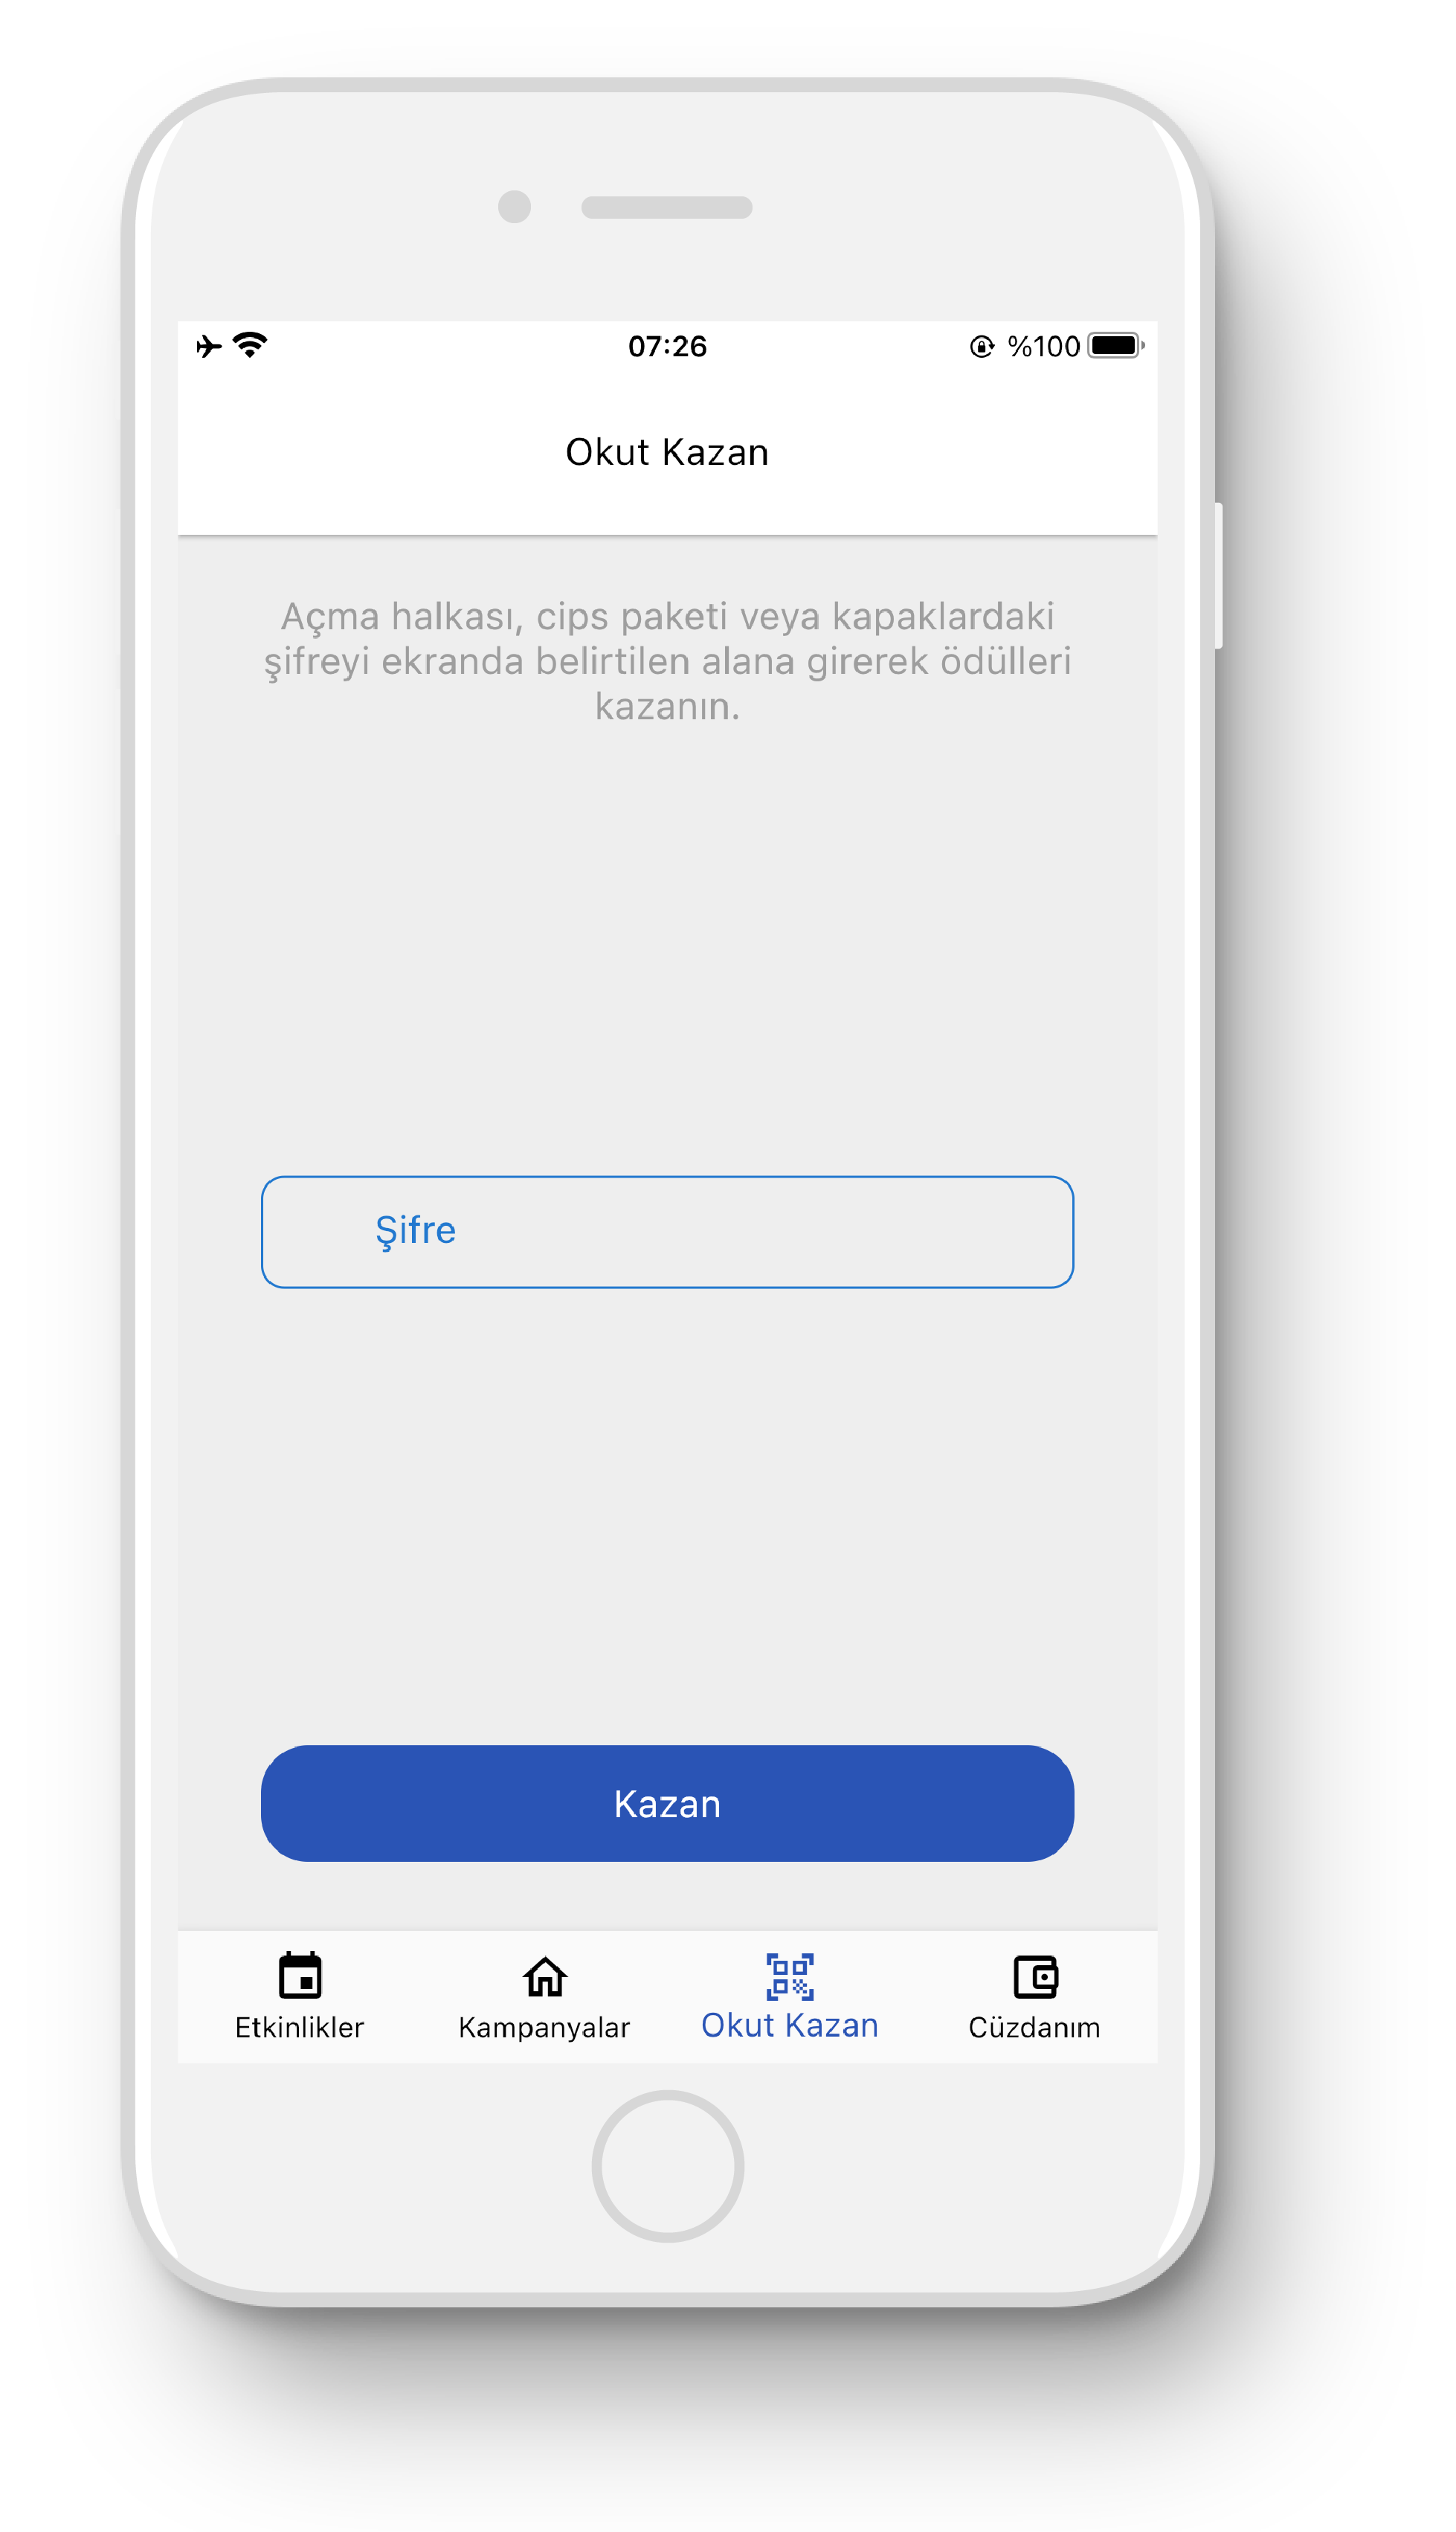 07:26
%100
Okut Kazan
Açma halkası, cips paketi veya kapaklardaki
şifreyi ekranda belirtilen alana girerek ödülleri
kazanın.
Şifre
Kazan
Etkinlikler
Kampanyalar
Okut Kazan
Cüzdanım